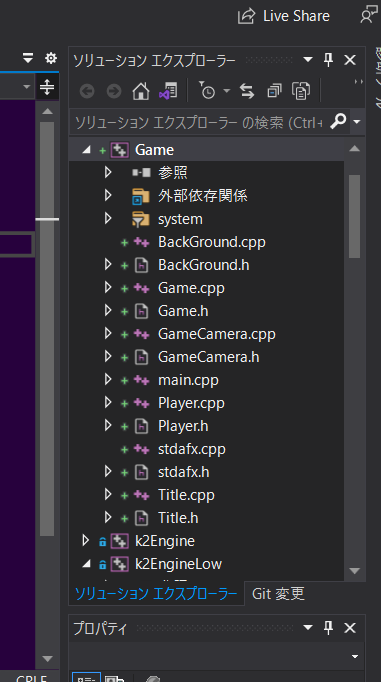 Live Share
ソリューション エクスプローラー
ソリューション エクスプローラー の検索 (Ctrl+
Game
参照
外部依存関係
system
BackGround.cpp
BackGround.h
Game.cpp
Game.h
GameCamera.cpp
GameCamera.h
main.cpp
Player.cpp
Player.h
stdafx.cpp
stdafx.h
Title.cpp
Title.h
k2Engine
k2EngineLow
ソリューション エクスプローラー Git 変更
プロパティ
CRLF